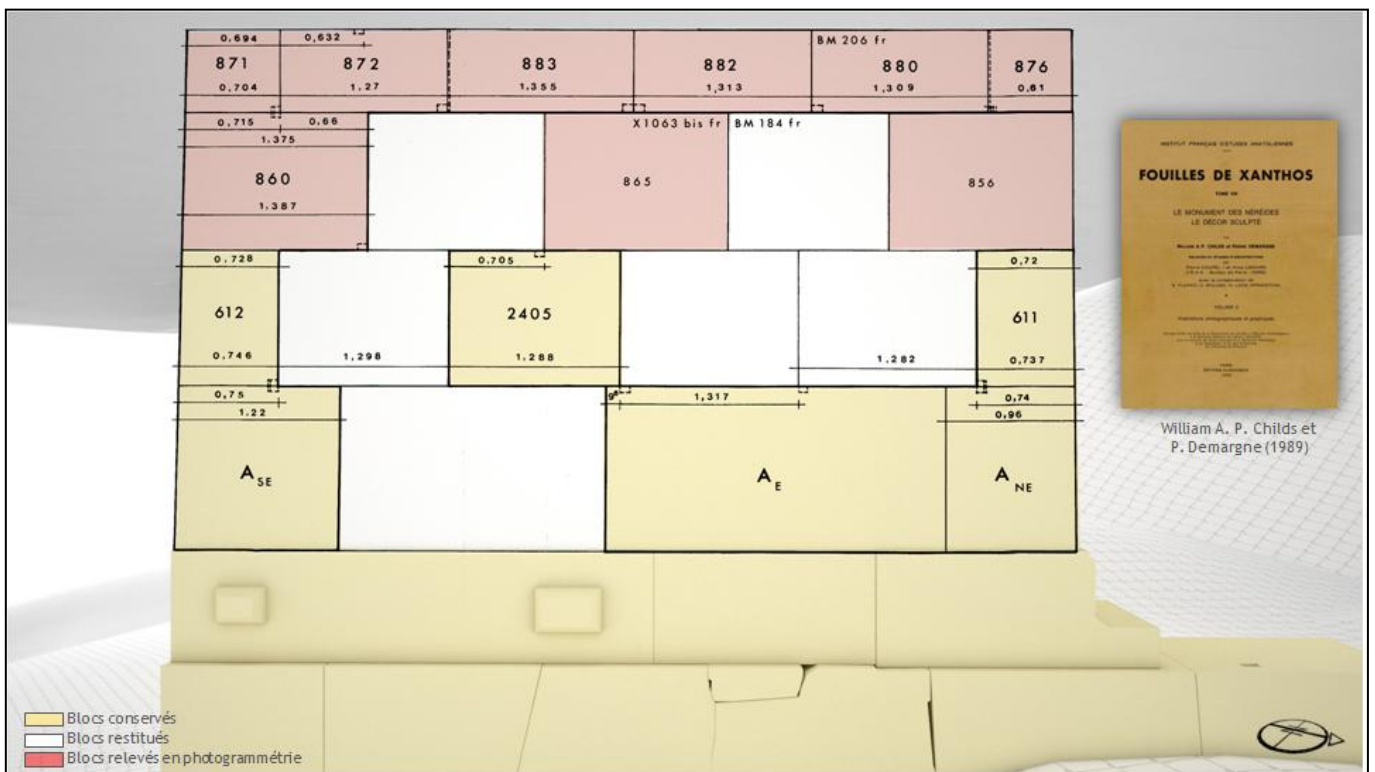 0,694 0,632 BM 206 fr
871 872 883 882 880 876
0,704 1.27 1.355 1,313 1,309 0,61
0,715 0,66 X1063 bis fr BM 184 fr
1.375
860 865 856
1,387
0,728 0,705 0,72
612 2405 611
0,746 1,298 1.288 1.282 0,737
0,75 1,317 0,74
1.22 0,96
A SE A E A NE
INSTITUT FRANÇAIS D'ETUDES ANATOLIENNES
FOUILLES DE XANTHOS
TOME VIII
LE MONUMENT DES NÉRÉIDES
LE DÉCOR SCULPTÉ
William A. P. Childs et
P. Demargne (1989)
Blocs conservés
Blocs restitués
Blocs relevés en photogrammétrie